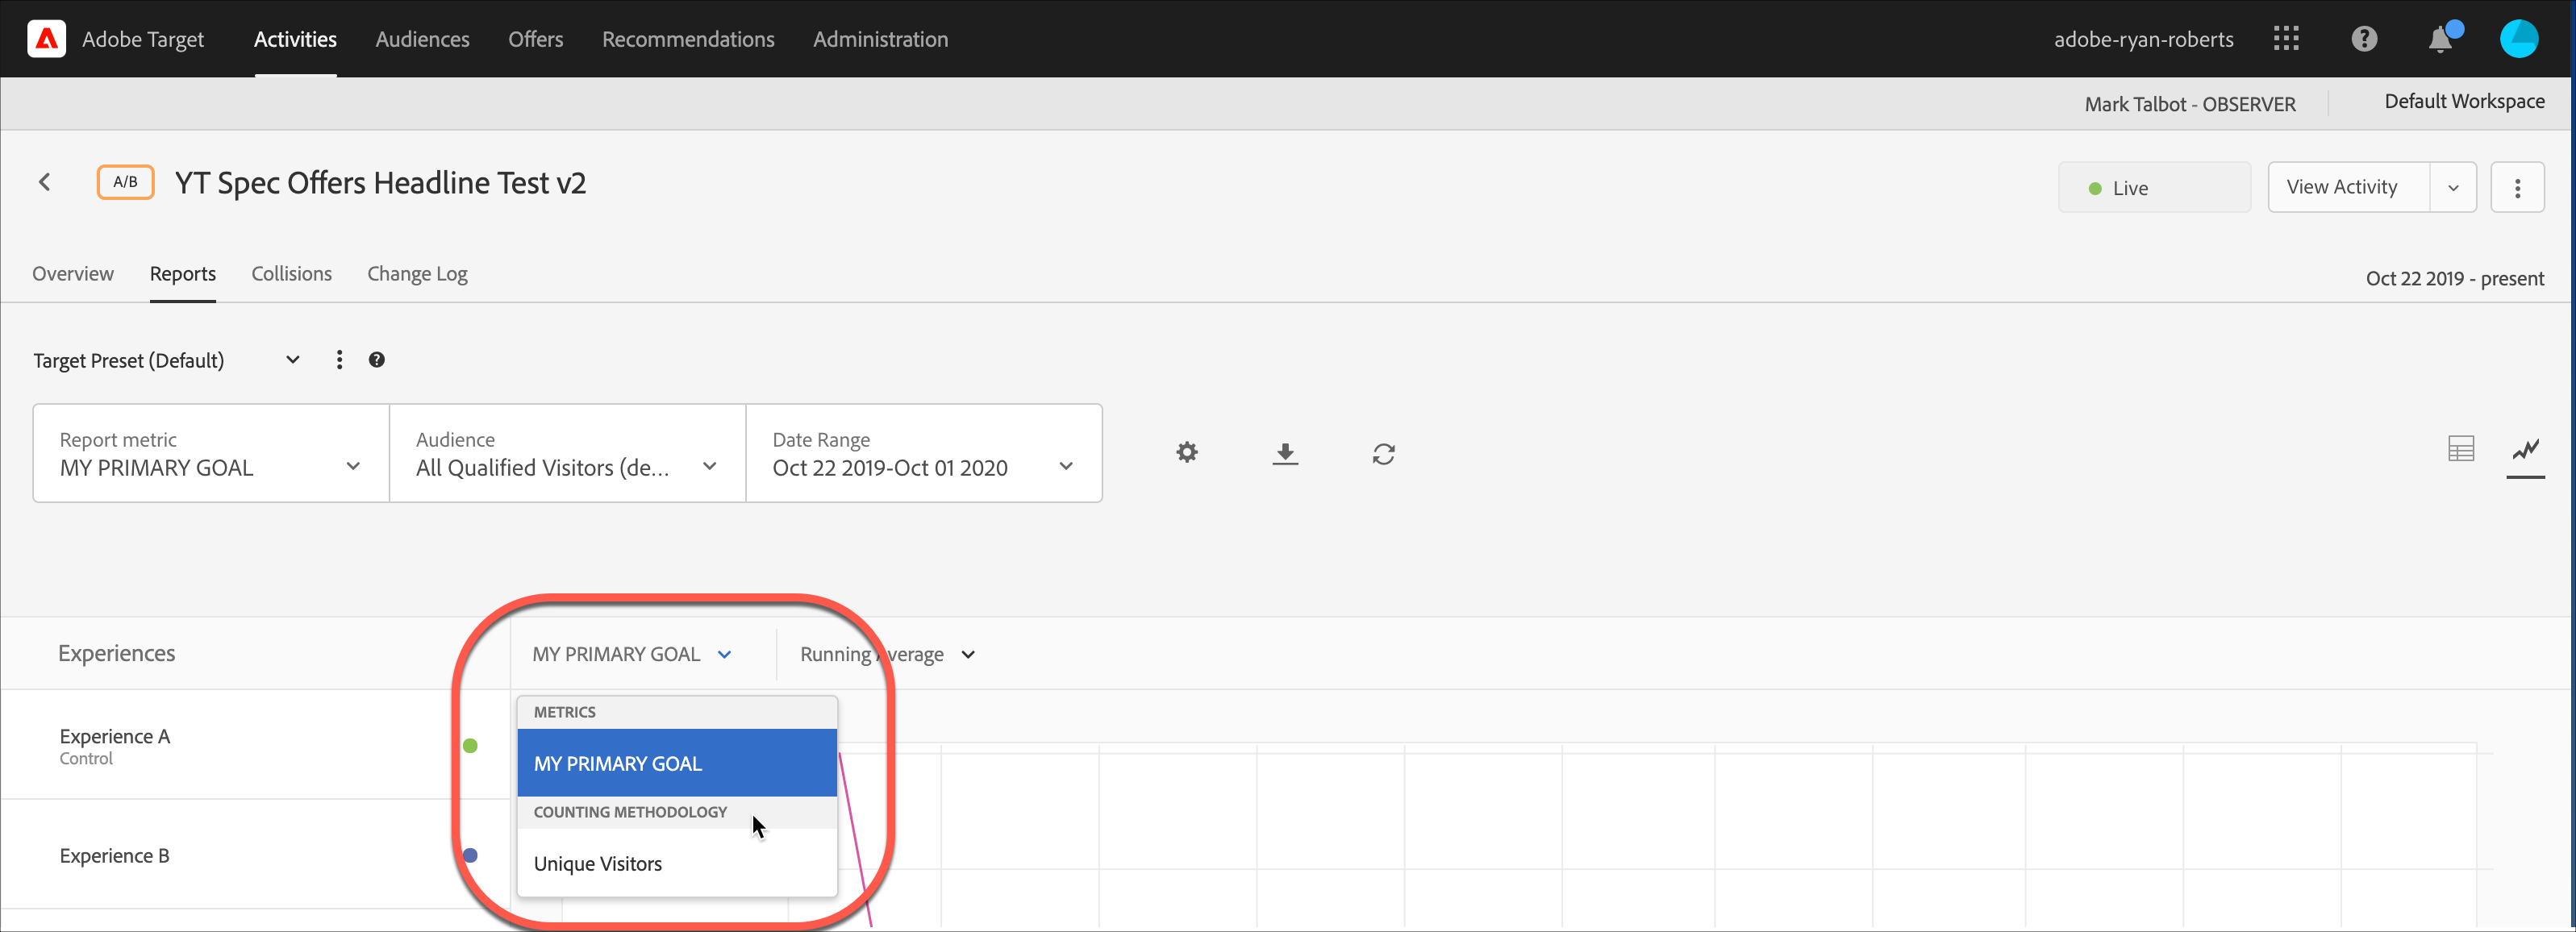 Adobe Target Activities Audiences Offers Recommendations Administration adobe-ryan-roberts
Mark Talbot - OBSERVER Default Workspace
A/B YT Spec Offers Headline Test v2 Live View Activity
Overview Reports Collisions Change Log Oct 22 2019 - present
Target Preset (Default)
Report metric Audience Date Range
MY PRIMARY GOAL All Qualified Visitors (de... Oct 22 2019-Oct 01 2020
Experiences MY PRIMARY GOAL Running Average
METRICS
Experience A
Control
MY PRIMARY GOAL
COUNTING METHODOLOGY
Experience B Unique Visitors